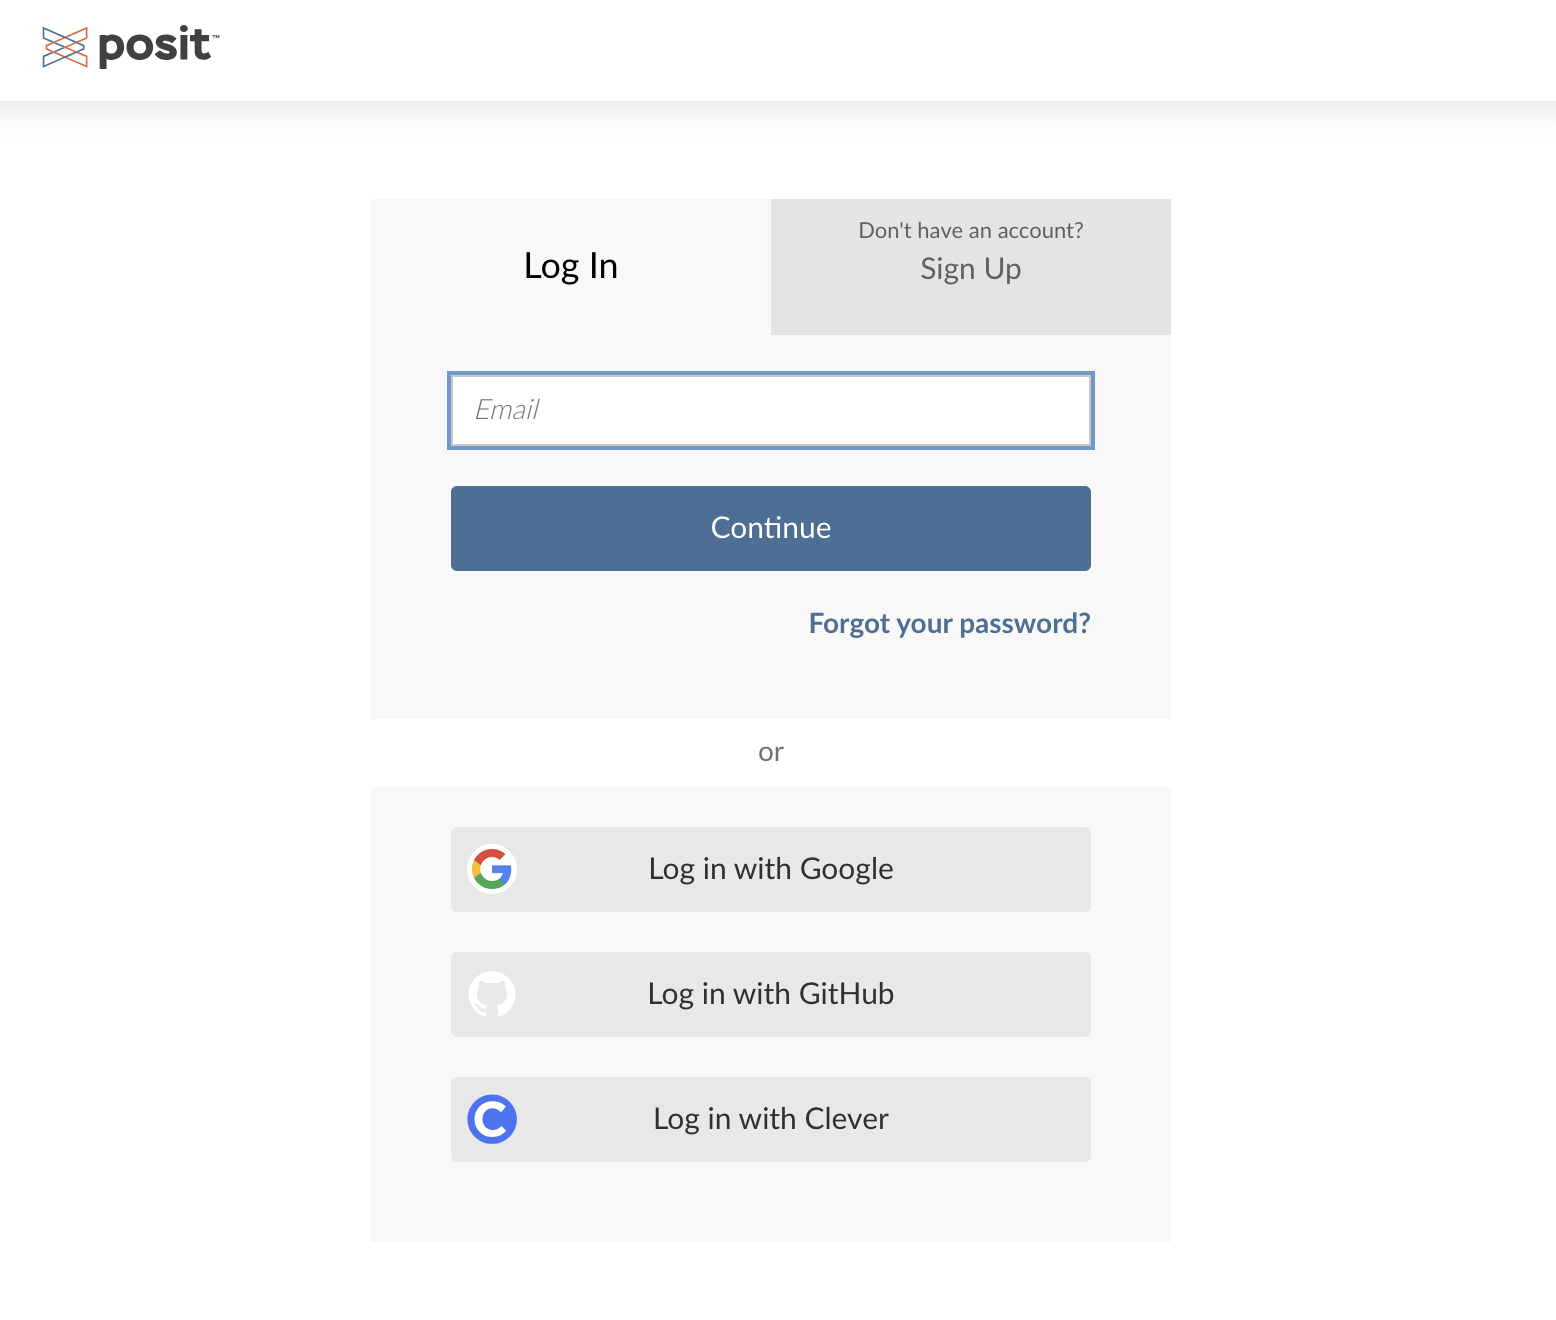 posit™
Log In
Don't have an account?
Sign Up
Email
Continue
Forgot your password?
or
Log in with Google
Log in with GitHub
Log in with Clever